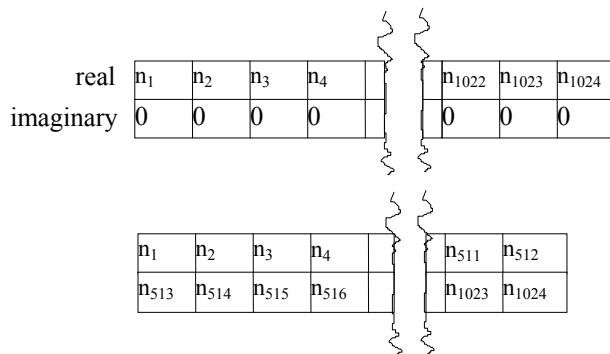 real n₁ n₂ n₃ n₄ n₁₀₂₂ n₁₀₂₃ n₁₀₂₄
imaginary 0 0 0 0 0 0 0
n₁ n₂ n₃ n₄ n₅₁₁ n₅₁₂
n₅₁₃ n₅₁₄ n₅₁₅ n₅₁₆ n₁₀₂₃ n₁₀₂₄